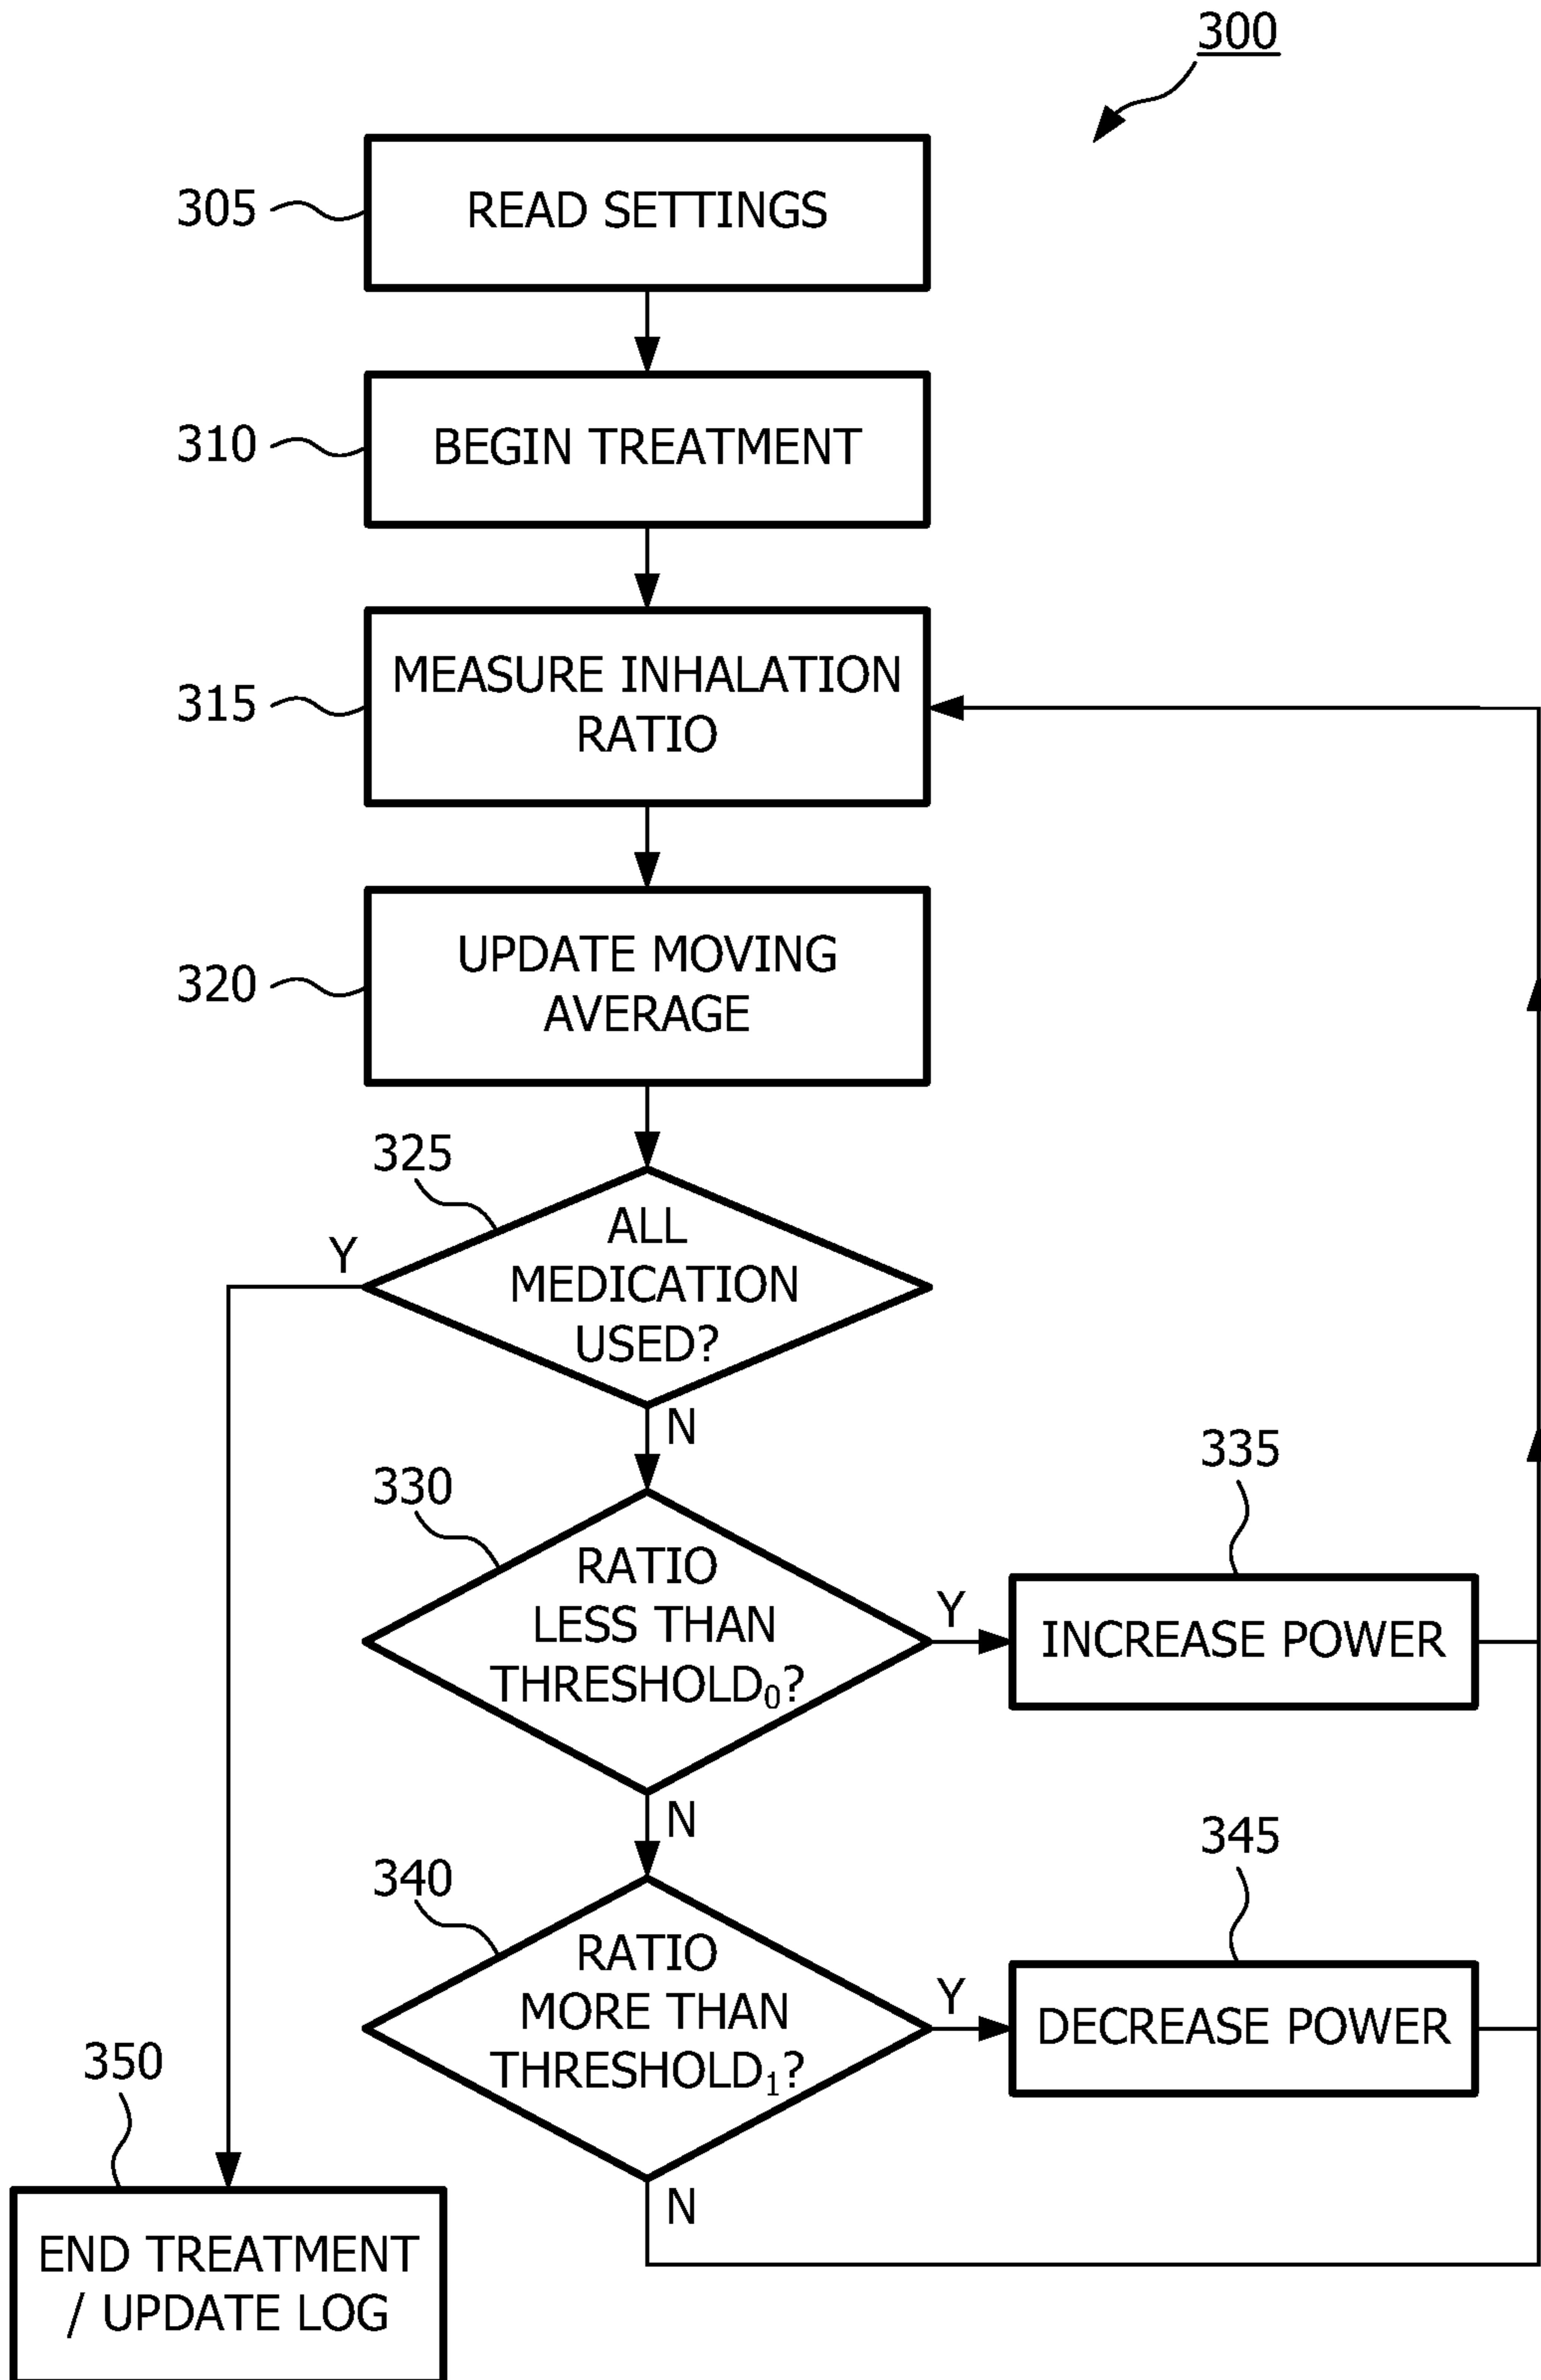 300
305
READ SETTINGS
310
BEGIN TREATMENT
315
MEASURE INHALATION
RATIO
320
UPDATE MOVING
AVERAGE
325
Y
ALL
MEDICATION
USED?
N
330
RATIO
LESS THAN
THRESHOLD₀?
Y
335
INCREASE POWER
N
340
RATIO
MORE THAN
THRESHOLD₁?
Y
345
DECREASE POWER
N
350
END TREATMENT
/ UPDATE LOG